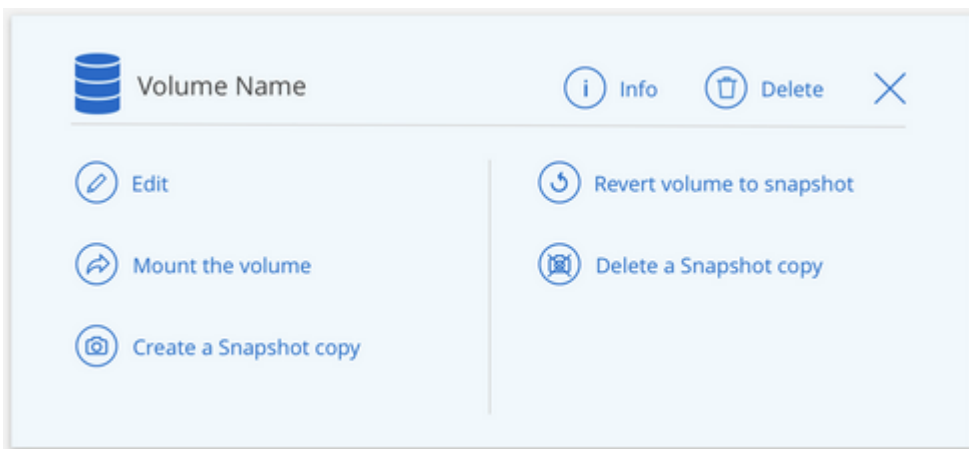 Volume Name
Info
Delete
Edit
Mount the volume
Create a Snapshot copy
Revert volume to snapshot
Delete a Snapshot copy